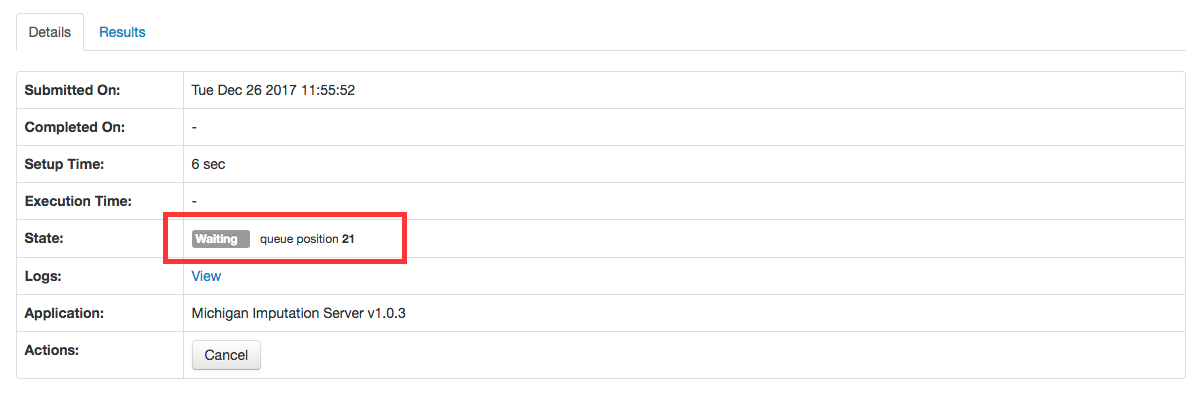 Details Results
Submitted On: Tue Dec 26 2017 11:55:52
Completed On: -
Setup Time: 6 sec
Execution Time: -
State: Waiting queue position 21
Logs: View
Application: Michigan Imputation Server v1.0.3
Actions: Cancel